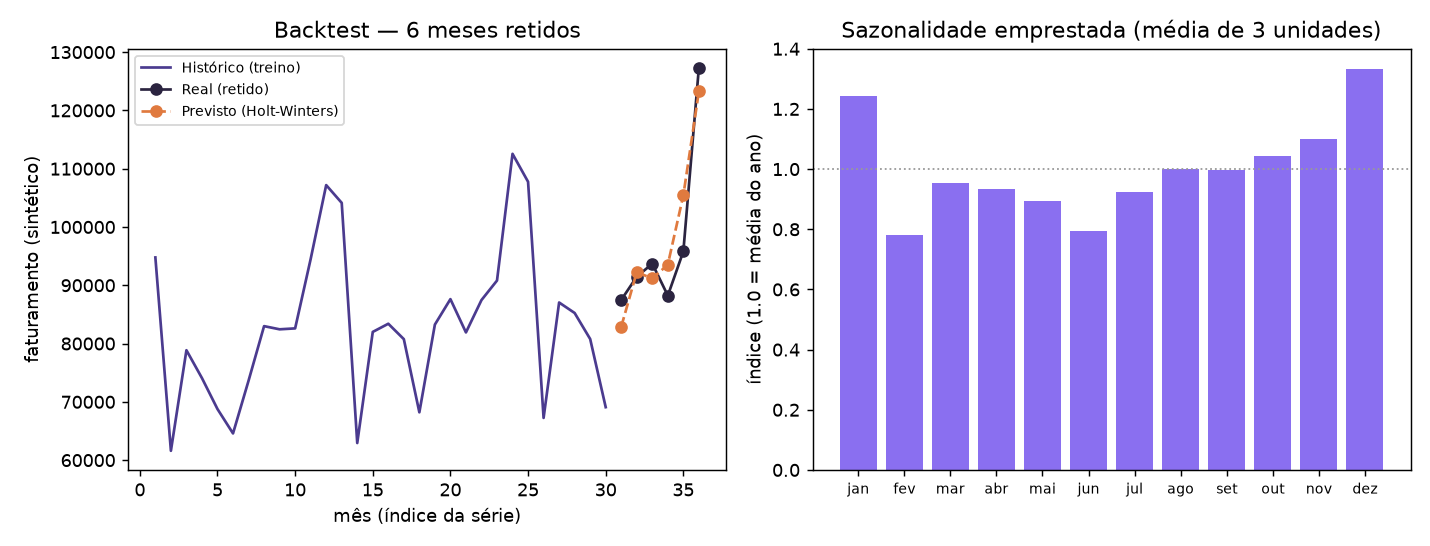 Backtest — 6 meses retidos
Histórico (treino)
Real (retido)
Previsto (Holt-Winters)
faturamento (sintético)
130000
120000
110000
100000
90000
80000
70000
60000
0 5 10 15 20 25 30 35
mês (índice da série)
Sazonalidade emprestada (média de 3 unidades)
índice (1.0 = média do ano)
1.4
1.2
1.0
0.8
0.6
0.4
0.2
0.0
jan fev mar abr mai jun jul ago set out nov dez